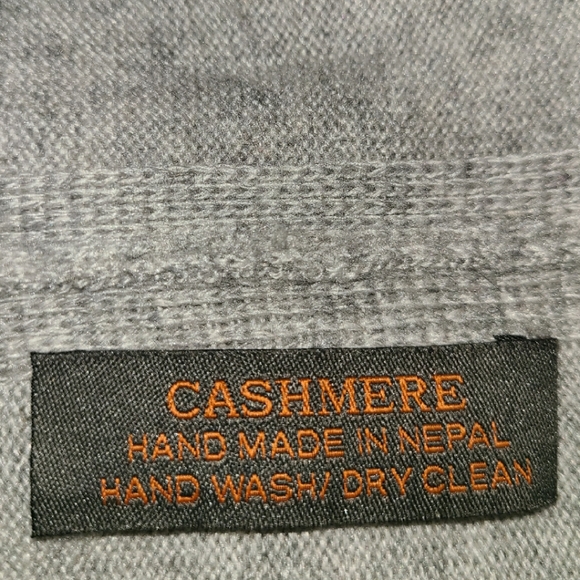 CASHMERE
HAND MADE IN NEPAL
HAND WASH/ DRY CLEAN